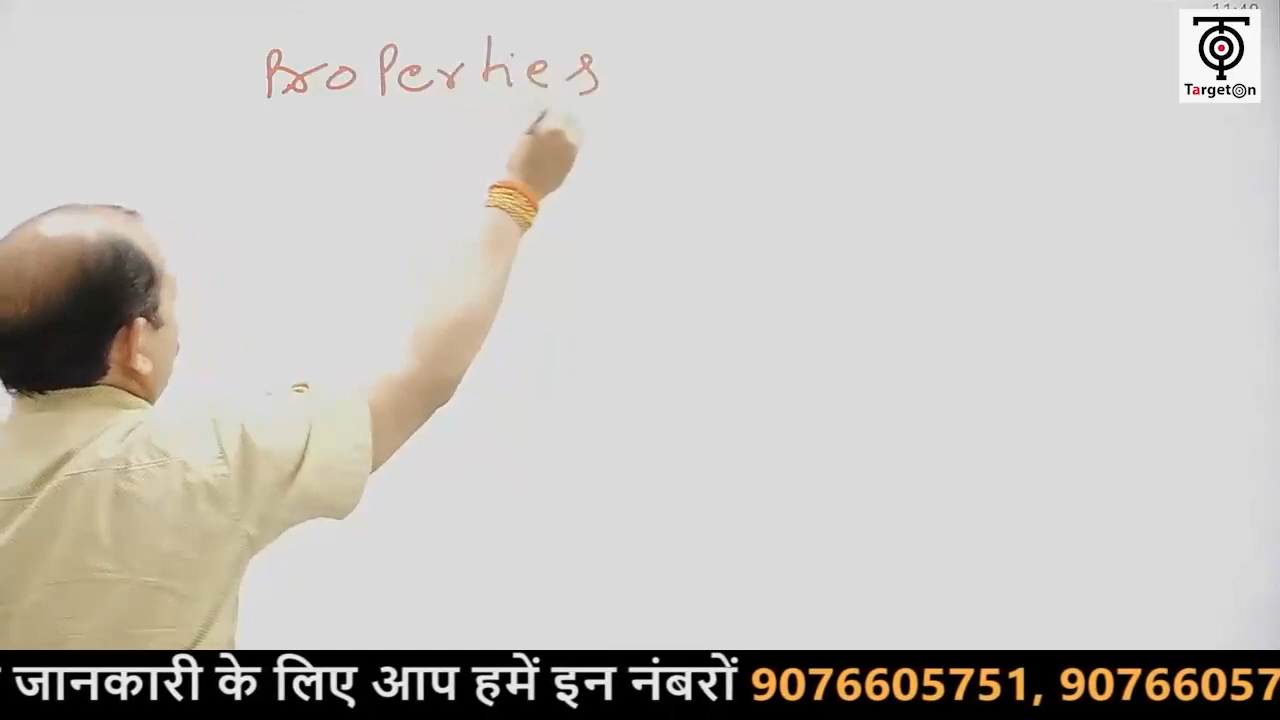 Properties
TargetOn
जानकारी के लिए आप हमें इन नंबरों 9076605751, 90766057